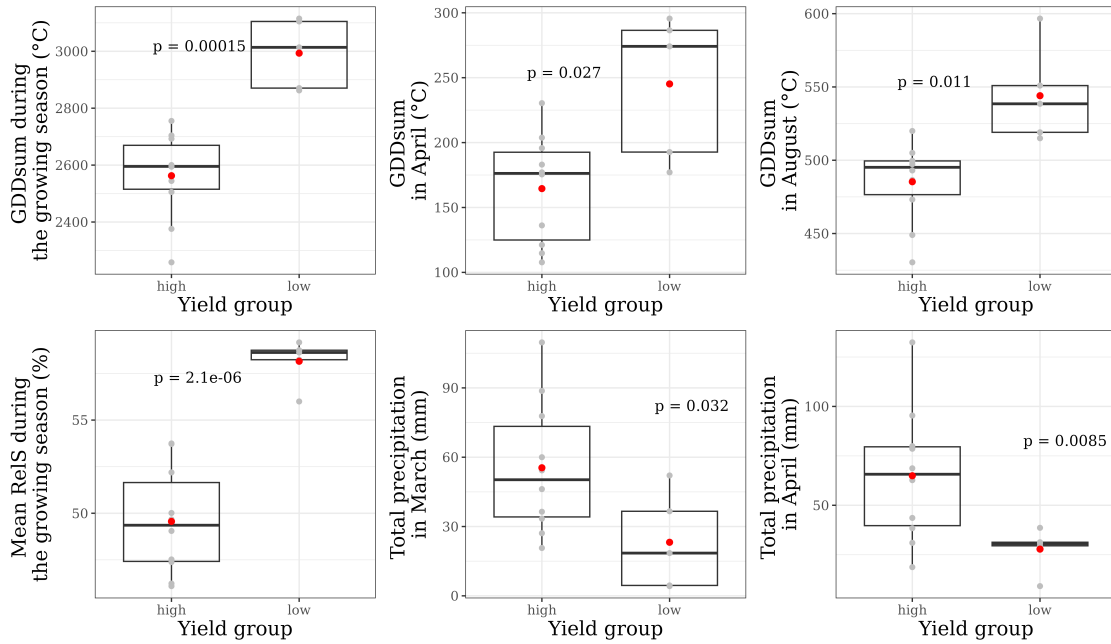 GDDsum during
the growing season (°C)
3000
2800
2600
2400
p = 0.00015
high
low
Yield group
GDDsum
in April (°C)
300
250
200
150
100
p = 0.027
high
low
Yield group
GDDsum
in August (°C)
600
550
500
450
p = 0.011
high
low
Yield group
Mean RelS during
the growing season (%)
55
50
p = 2.1e-06
high
low
Yield group
Total precipitation
in March (mm)
90
60
30
0
p = 0.032
high
low
Yield group
Total precipitation
in April (mm)
100
50
p = 0.0085
high
low
Yield group